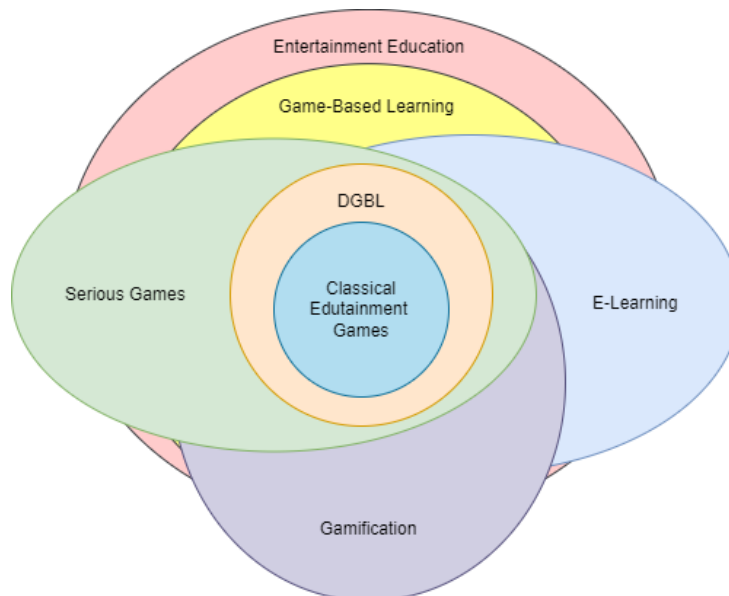 Entertainment Education
Game-Based Learning
DGBL
Serious Games
Classical
Edutainment
Games
E-Learning
Gamification